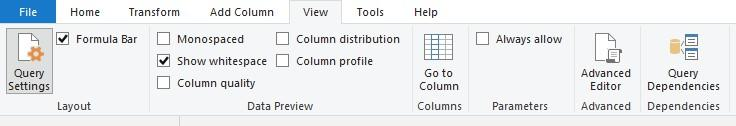 File Home Transform Add Column View Tools Help
Query Settings
Formula Bar
Layout
Monospaced
Show whitespace
Column quality
Column distribution
Column profile
Data Preview
Go to Column
Columns
Always allow
Parameters
Advanced Editor
Advanced
Query Dependencies
Dependencies